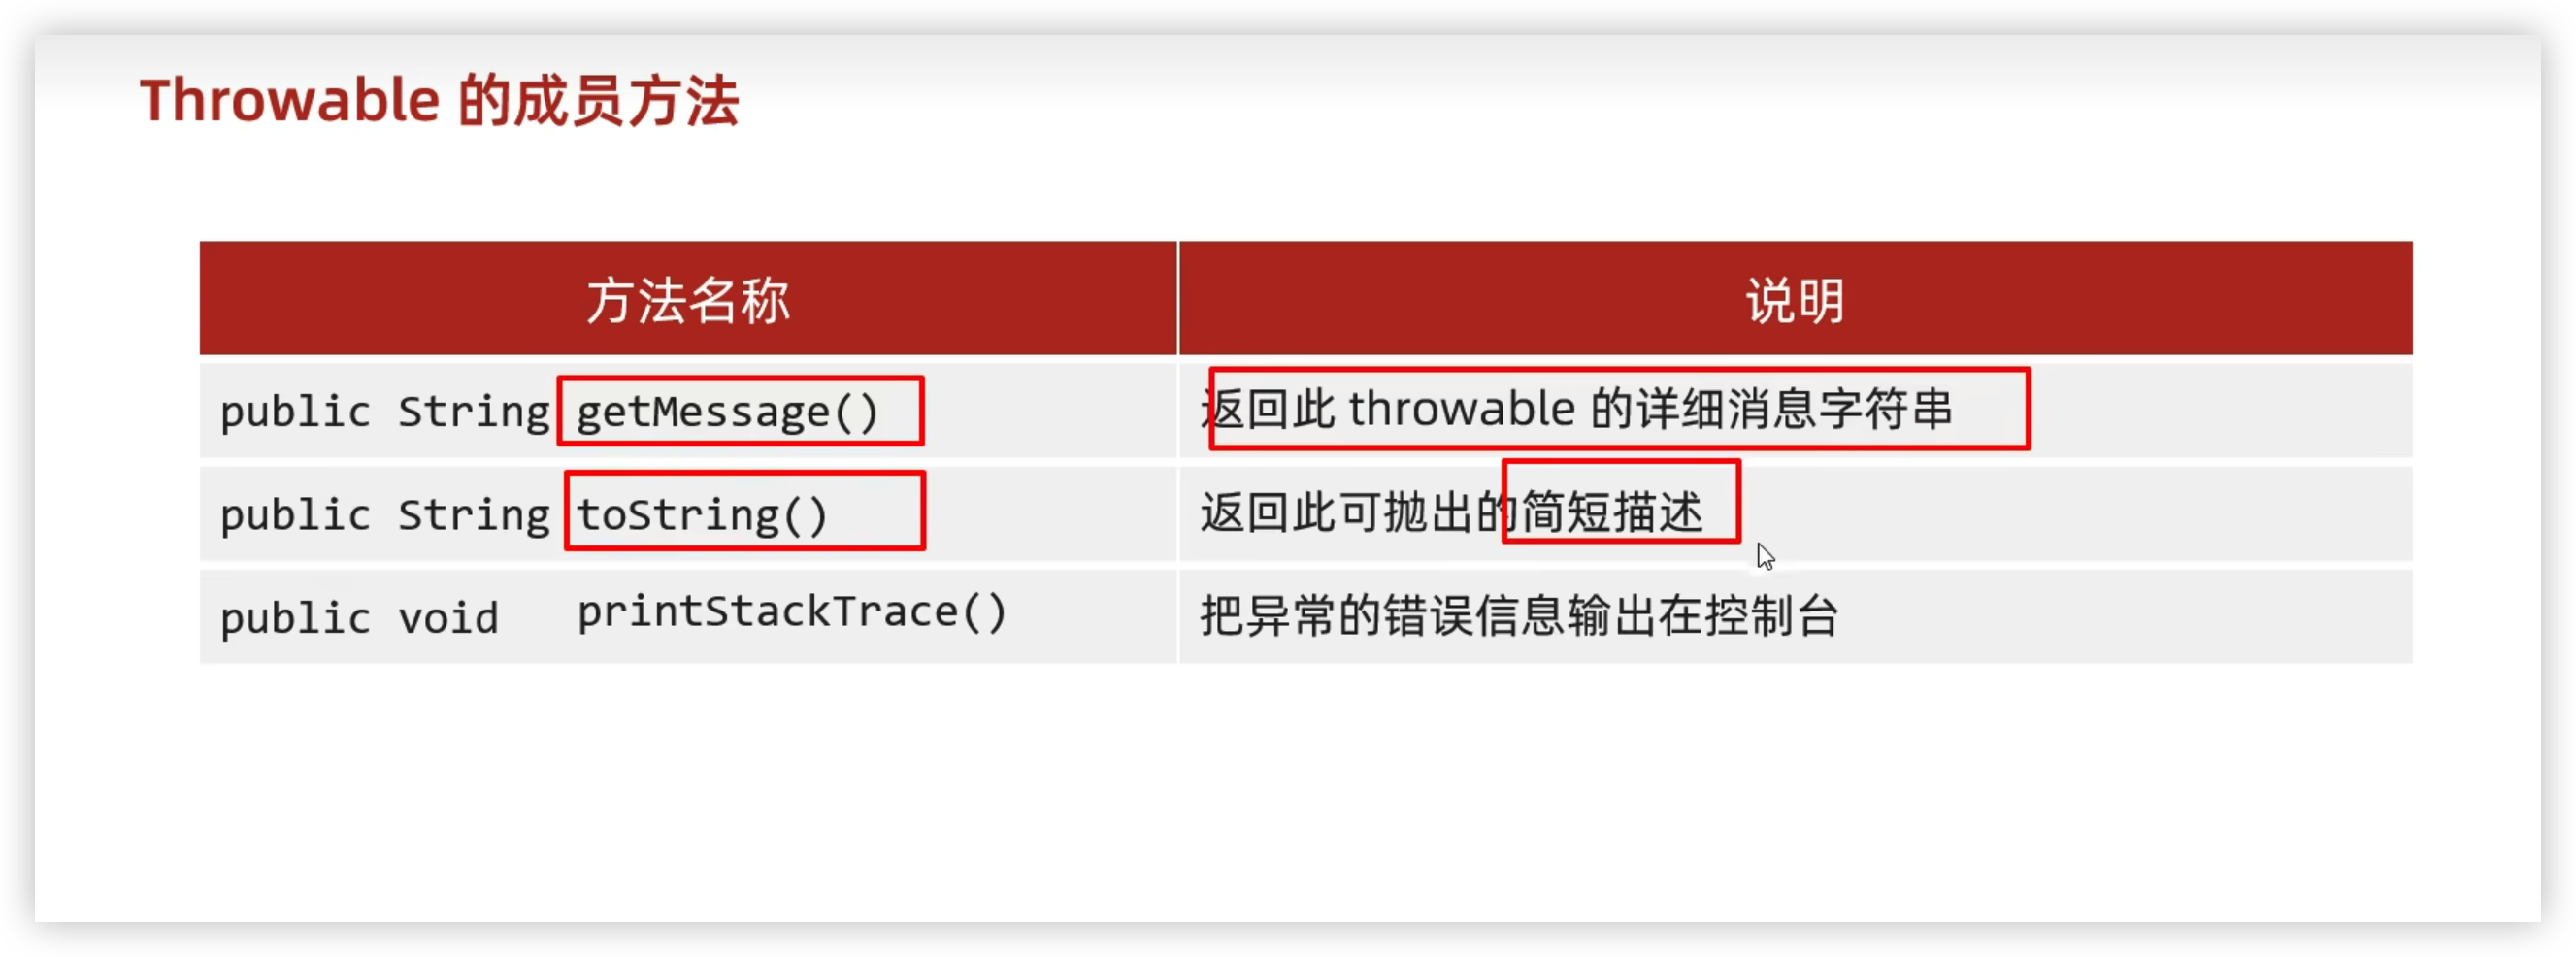 Throwable 的成员方法
方法名称 说明
public String getMessage() 返回此 throwable 的详细消息字符串
public String toString() 返回此可抛出的简短描述
public void printStackTrace() 把异常的错误信息输出在控制台